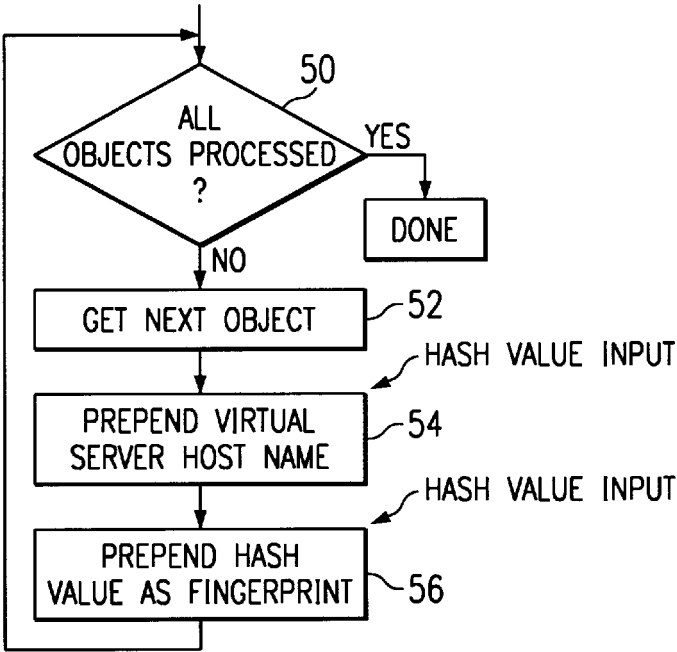 50
ALL
OBJECTS PROCESSED
?
YES
DONE
NO
GET NEXT OBJECT
52
HASH VALUE INPUT
PREPEND VIRTUAL
SERVER HOST NAME
54
HASH VALUE INPUT
PREPEND HASH
VALUE AS FINGERPRINT
56